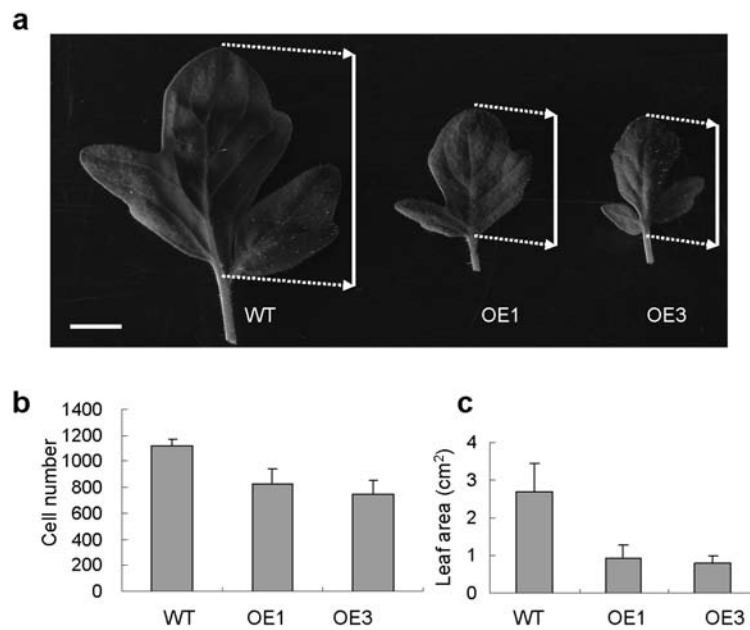 a
WT
OE1
OE3
b
Cell number
1400
1200
1000
800
600
400
200
0
WT
OE1
OE3
c
Leaf area (cm²)
4
3
2
1
0
WT
OE1
OE3